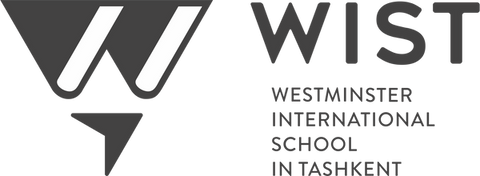 WIST
WESTMINSTER
INTERNATIONAL
SCHOOL
IN TASHKENT